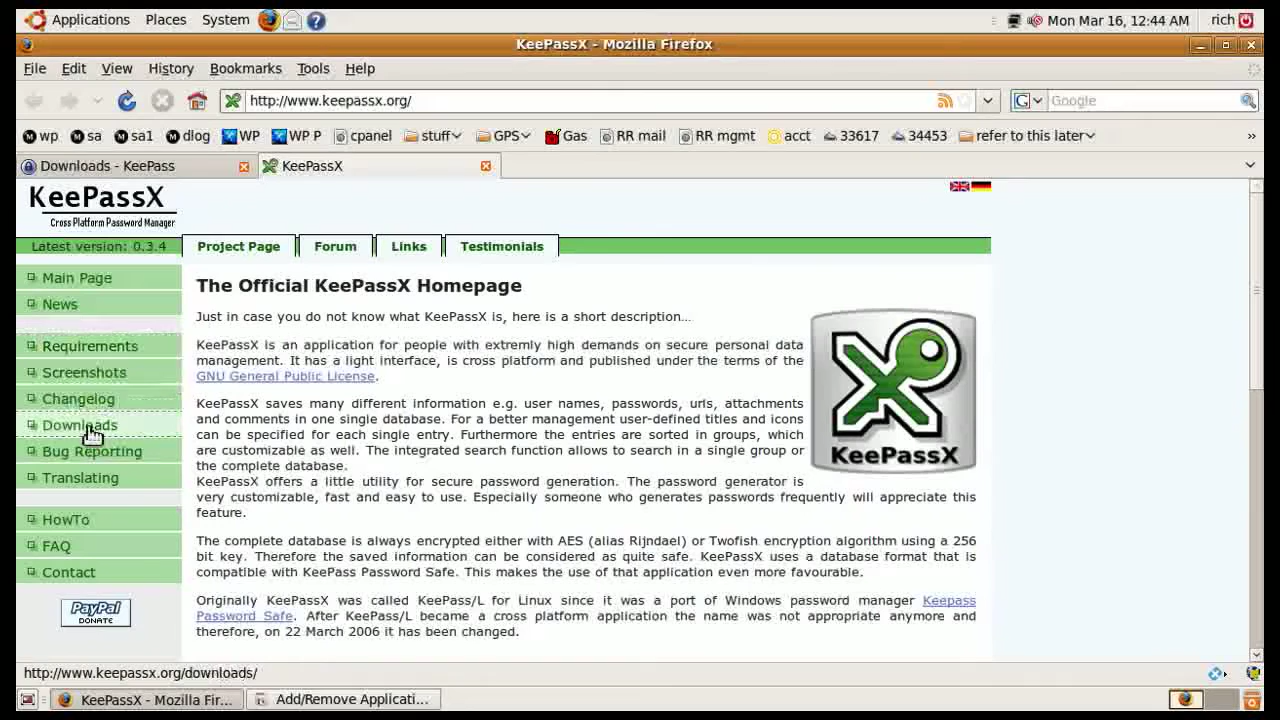 Applications Places System Mon Mar 16, 12:44 AM rich
KeePassX - Mozilla Firefox
File Edit View History Bookmarks Tools Help
http://www.keepassx.org/ G Google
wp sa sa1 dlog WP WP P cpanel stuff GPS Gas RR mail RR mgmt acct 33617 34453 refer to this later »
Downloads - KeePass KeePassX
KeePassX
Cross Platform Password Manager
Latest version: 0.3.4 Project Page Forum Links Testimonials
Main Page
News
Requirements
Screenshots
Changelog
Downloads
Bug Reporting
Translating
HowTo
FAQ
Contact
PayPal
DONATE
The Official KeePassX Homepage
Just in case you do not know what KeePassX is, here is a short description...
KeePassX is an application for people with extremly high demands on secure personal data
management. It has a light interface, is cross platform and published under the terms of the
GNU General Public License.
KeePassX saves many different information e.g. user names, passwords, urls, attachments
and comments in one single database. For a better management user-defined titles and icons
can be specified for each single entry. Furthermore the entries are sorted in groups, which
are customizable as well. The integrated search function allows to search in a single group or
the complete database.
KeePassX offers a little utility for secure password generation. The password generator is
very customizable, fast and easy to use. Especially someone who generates passwords frequently will appreciate this
feature.
The complete database is always encrypted either with AES (alias Rijndael) or Twofish encryption algorithm using a 256
bit key. Therefore the saved information can be considered as quite safe. KeePassX uses a database format that is
compatible with KeePass Password Safe. This makes the use of that application even more favourable.
Originally KeePassX was called KeePass/L for Linux since it was a port of Windows password manager Keepass
Password Safe. After KeePass/L became a cross platform application the name was not appropriate anymore and
therefore, on 22 March 2006 it has been changed.
KeePassX
http://www.keepassx.org/downloads/
KeePassX - Mozilla Fir... Add/Remove Applicati...